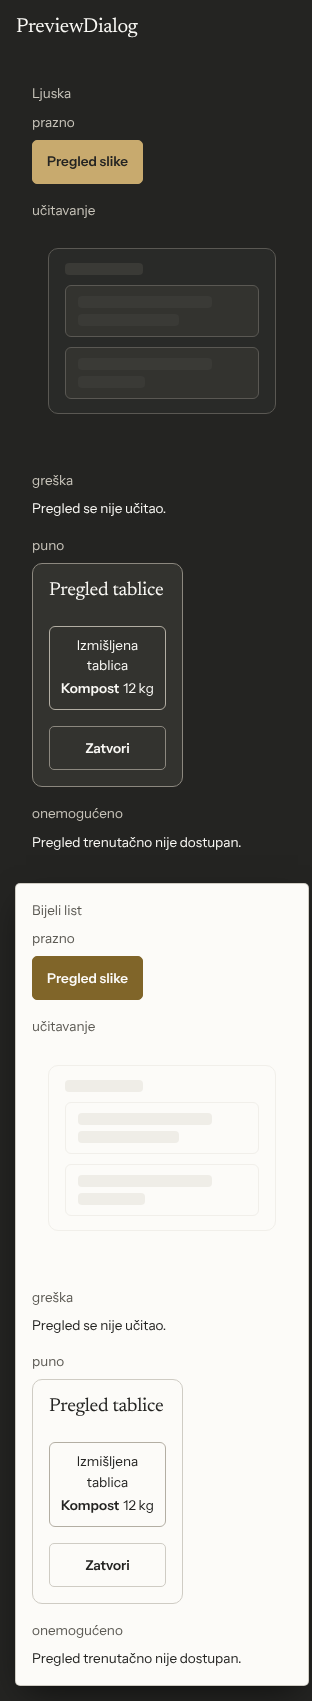 PreviewDialog
Ljuska
prazno
Pregled slike
učitavanje
greška
Pregled se nije učitao.
puno
Pregled tablice
Izmišljena
tablica
Kompost 12 kg
Zatvori
onemogućeno
Pregled trenutačno nije dostupan.
Bijeli list
prazno
Pregled slike
učitavanje
greška
Pregled se nije učitao.
puno
Pregled tablice
Izmišljena
tablica
Kompost 12 kg
Zatvori
onemogućeno
Pregled trenutačno nije dostupan.